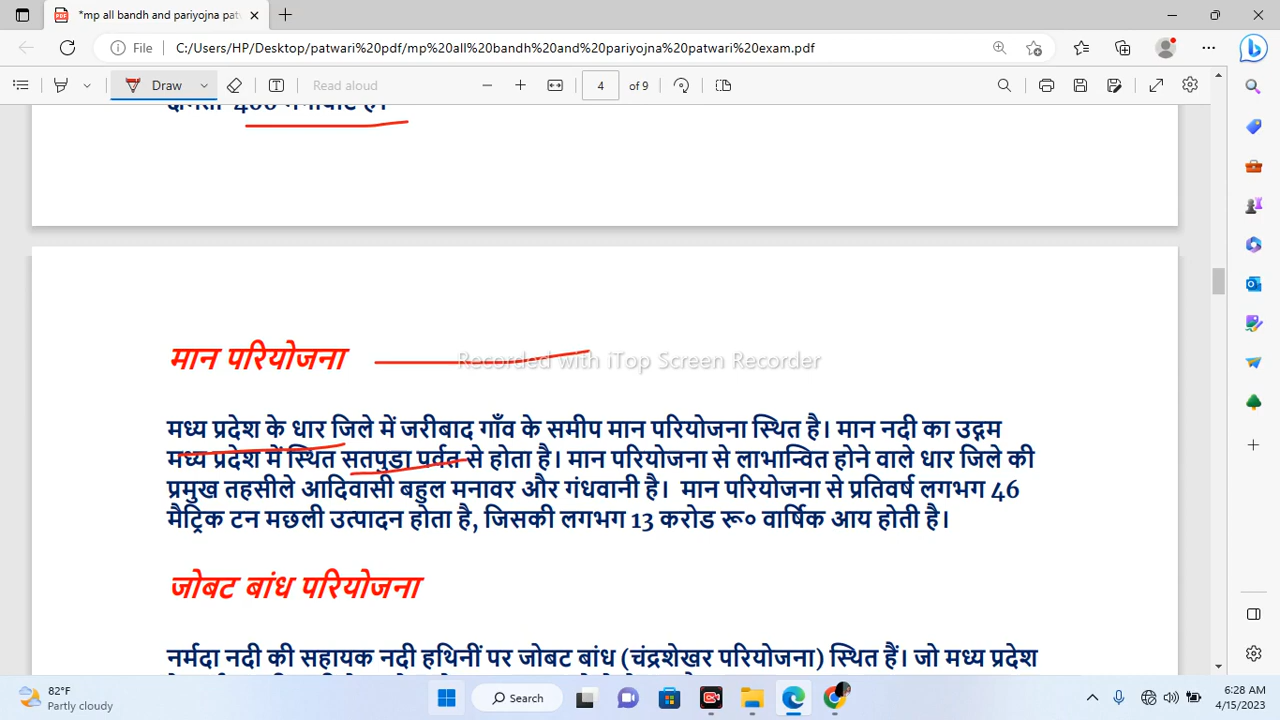 *mp all bandh and pariyojna patv
File
C:/Users/HP/Desktop/patwari%20pdf/mp%20all%20bandh%20and%20pariyojna%20patwari%20exam.pdf
Draw
Read aloud
4 of 9
मान परियोजना
Recorded with iTop Screen Recorder
मध्य प्रदेश के धार जिले में जरीबाद गाँव के समीप मान परियोजना स्थित है। मान नदी का उद्गम
मध्य प्रदेश में स्थित सतपुडा पर्वत से होता है। मान परियोजना से लाभान्वित होने वाले धार जिले की
प्रमुख तहसीले आदिवासी बहुल मनावर और गंधवानी है। मान परियोजना से प्रतिवर्ष लगभग 46
मैट्रिक टन मछली उत्पादन होता है, जिसकी लगभग 13 करोड रू० वार्षिक आय होती है।
जोबट बांध परियोजना
नर्मदा नदी की सहायक नदी हथिनीं पर जोबट बांध (चंद्रशेखर परियोजना) स्थित हैं। जो मध्य प्रदेश
82°F
Partly cloudy
Search
6:28 AM
4/15/2023